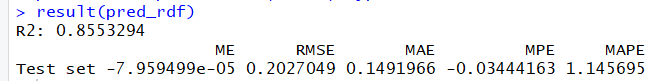 > result(pred_rdf)
R2: 0.8553294
ME RMSE MAE MPE MAPE
Test set -7.959499e-05 0.2027049 0.1491966 -0.03444163 1.145695